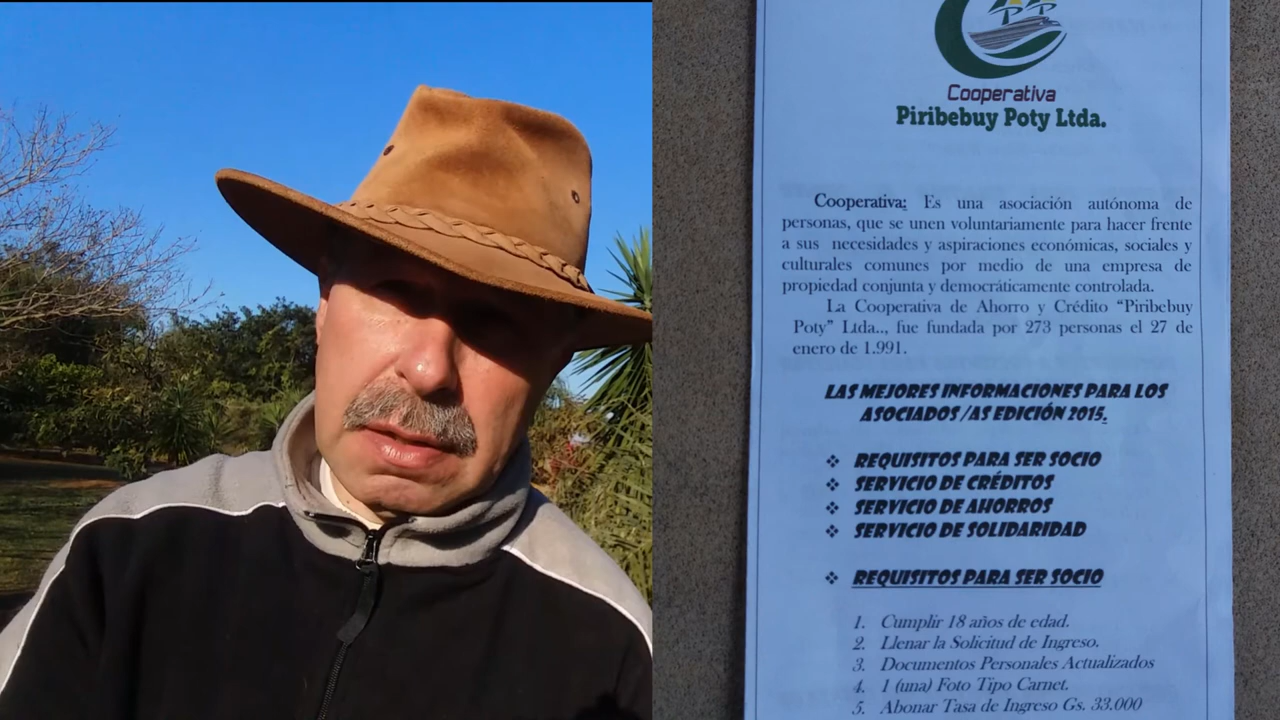 Cooperativa
Piribebuy Poty Ltda.
Cooperativa: Es una asociación autónoma de
personas, que se unen voluntariamente para hacer frente
a sus necesidades y aspiraciones económicas, sociales y
culturales comunes por medio de una empresa de
propiedad conjunta y democráticamente controlada.
La Cooperativa de Ahorro y Crédito “Piribebuy
Poty” Ltda.., fue fundada por 273 personas el 27 de
enero de 1.991.
LAS MEJORES INFORMACIONES PARA LOS
ASOCIADOS /AS EDICIÓN 2015.
❖ REQUISITOS PARA SER SOCIO
❖ SERVICIO DE CRÉDITOS
❖ SERVICIO DE AHORROS
❖ SERVICIO DE SOLIDARIDAD
❖ REQUISITOS PARA SER SOCIO
1. Cumplir 18 años de edad.
2. Llenar la Solicitud de Ingreso.
3. Documentos Personales Actualizados
4. 1 (una) Foto Tipo Carnet.
5. Abonar Tasa de Ingreso Gs. 33.000